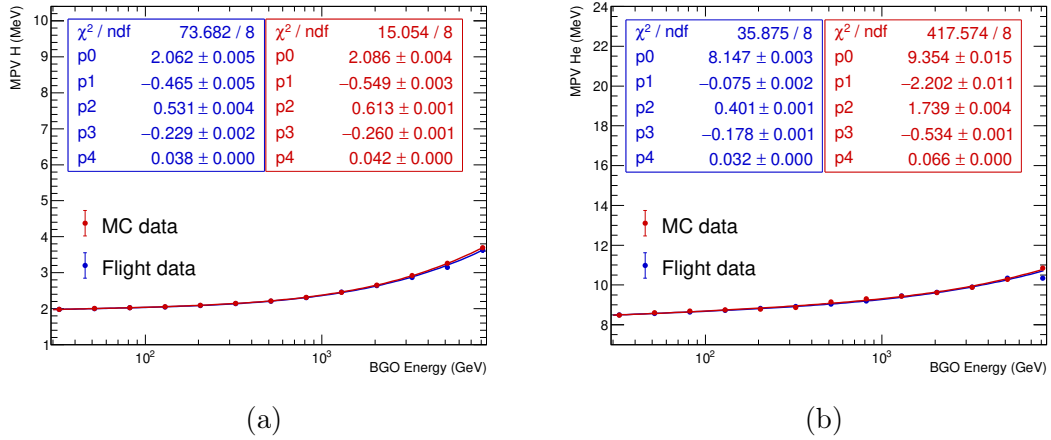 MPV H (MeV)
10
9
8
7
6
5
4
3
2
1
χ² / ndf 73.682 / 8
p0 2.062 ± 0.005
p1 −0.465 ± 0.005
p2 0.531 ± 0.004
p3 −0.229 ± 0.002
p4 0.038 ± 0.000
χ² / ndf 15.054 / 8
p0 2.086 ± 0.004
p1 −0.549 ± 0.003
p2 0.613 ± 0.001
p3 −0.260 ± 0.001
p4 0.042 ± 0.000
MC data
Flight data
10²
10³
BGO Energy (GeV)
(a)
MPV He (MeV)
24
22
20
18
16
14
12
10
8
χ² / ndf 35.875 / 8
p0 8.147 ± 0.003
p1 −0.075 ± 0.002
p2 0.401 ± 0.001
p3 −0.178 ± 0.001
p4 0.032 ± 0.000
χ² / ndf 417.574 / 8
p0 9.354 ± 0.015
p1 −2.202 ± 0.011
p2 1.739 ± 0.004
p3 −0.534 ± 0.001
p4 0.066 ± 0.000
MC data
Flight data
10²
10³
BGO Energy (GeV)
(b)